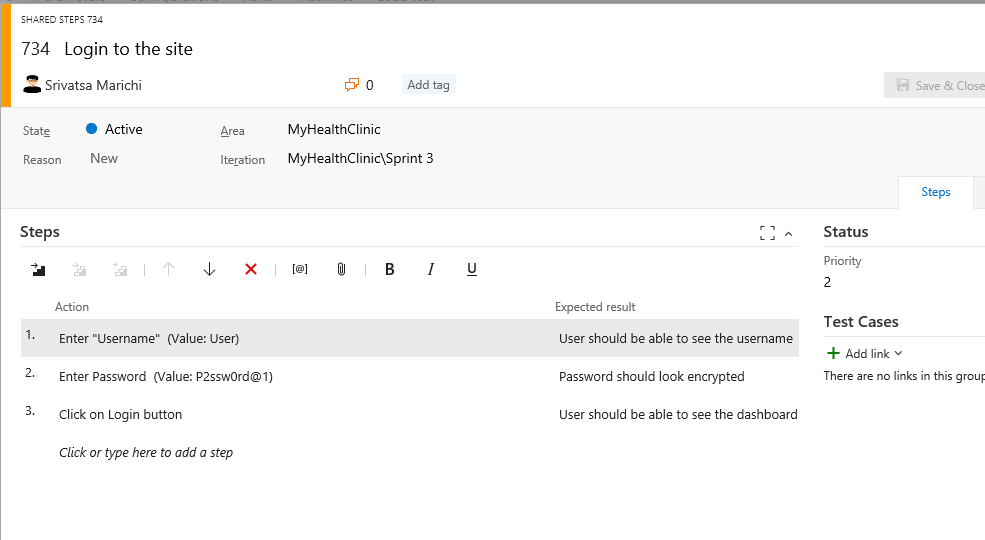 SHARED STEPS 734
734 Login to the site
Srivatsa Marichi 0 Add tag Save & Close
State Active Area MyHealthClinic
Reason New Iteration MyHealthClinic\Sprint 3
Steps
Steps Status
Priority
[@] B I U 2
Action Expected result
Test Cases
1. Enter "Username" (Value: User) User should be able to see the username
Add link
2. Enter Password (Value: P2ssw0rd@1) Password should look encrypted
There are no links in this group
3. Click on Login button User should be able to see the dashboard
Click or type here to add a step